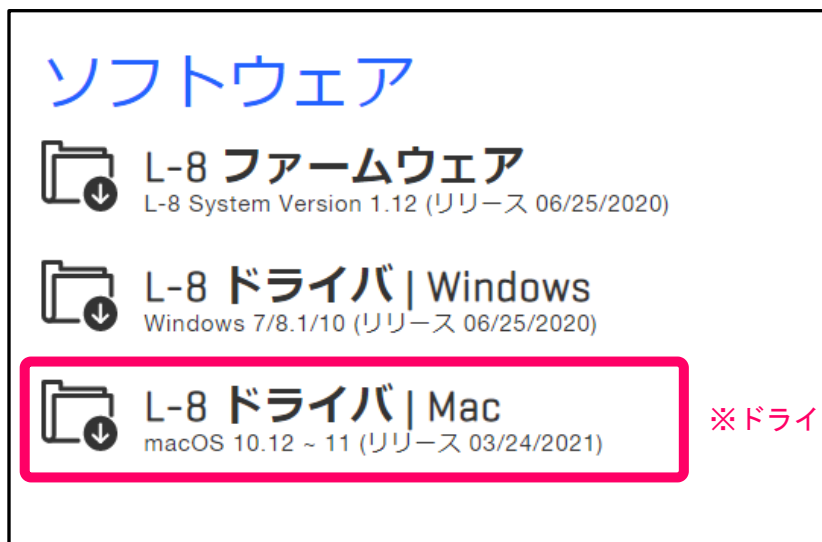 ソフトウェア
L-8 ファームウェア
L-8 System Version 1.12 (リリース 06/25/2020)
L-8 ドライバ | Windows
Windows 7/8.1/10 (リリース 06/25/2020)
L-8 ドライバ | Mac
macOS 10.12 ~ 11 (リリース 03/24/2021)
※ドライ